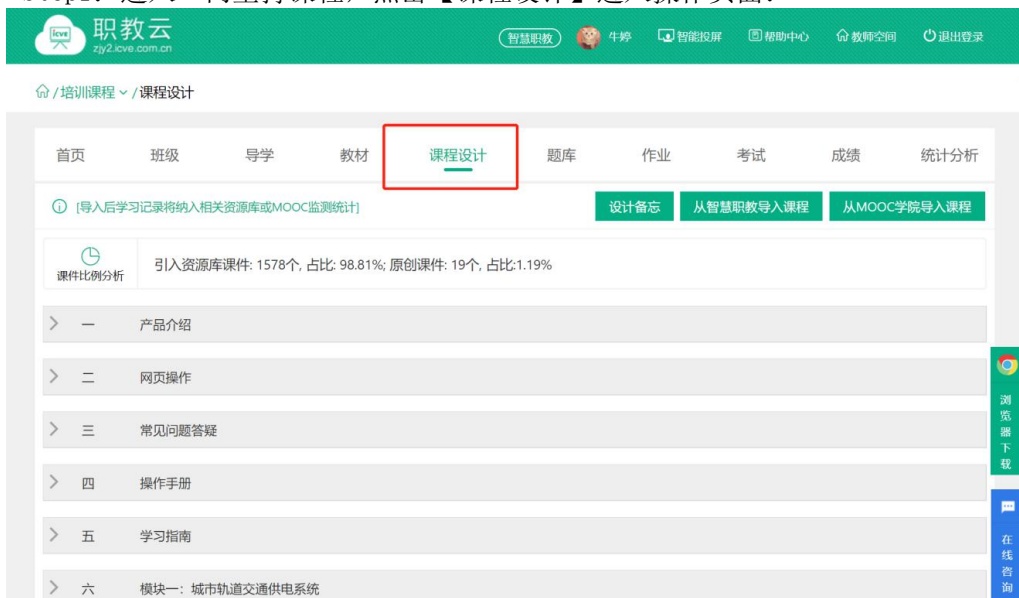 职教云
zjy2.icve.com.cn
icve
智慧职教 牛婷 智能投屏 帮助中心 教师空间 退出登录
/培训课程 /课程设计
首页 班级 导学 教材 课程设计 题库 作业 考试 成绩 统计分析
[导入后学习记录将纳入相关资源库或MOOC监测统计] 设计备忘 从智慧职教导入课程 从MOOC学院导入课程
课件比例分析 引入资源库课件: 1578个, 占比: 98.81%; 原创课件: 19个, 占比:1.19%
一 产品介绍
二 网页操作
三 常见问题答疑
四 操作手册
五 学习指南
六 模块一：城市轨道交通供电系统
浏览器下载
在线咨询